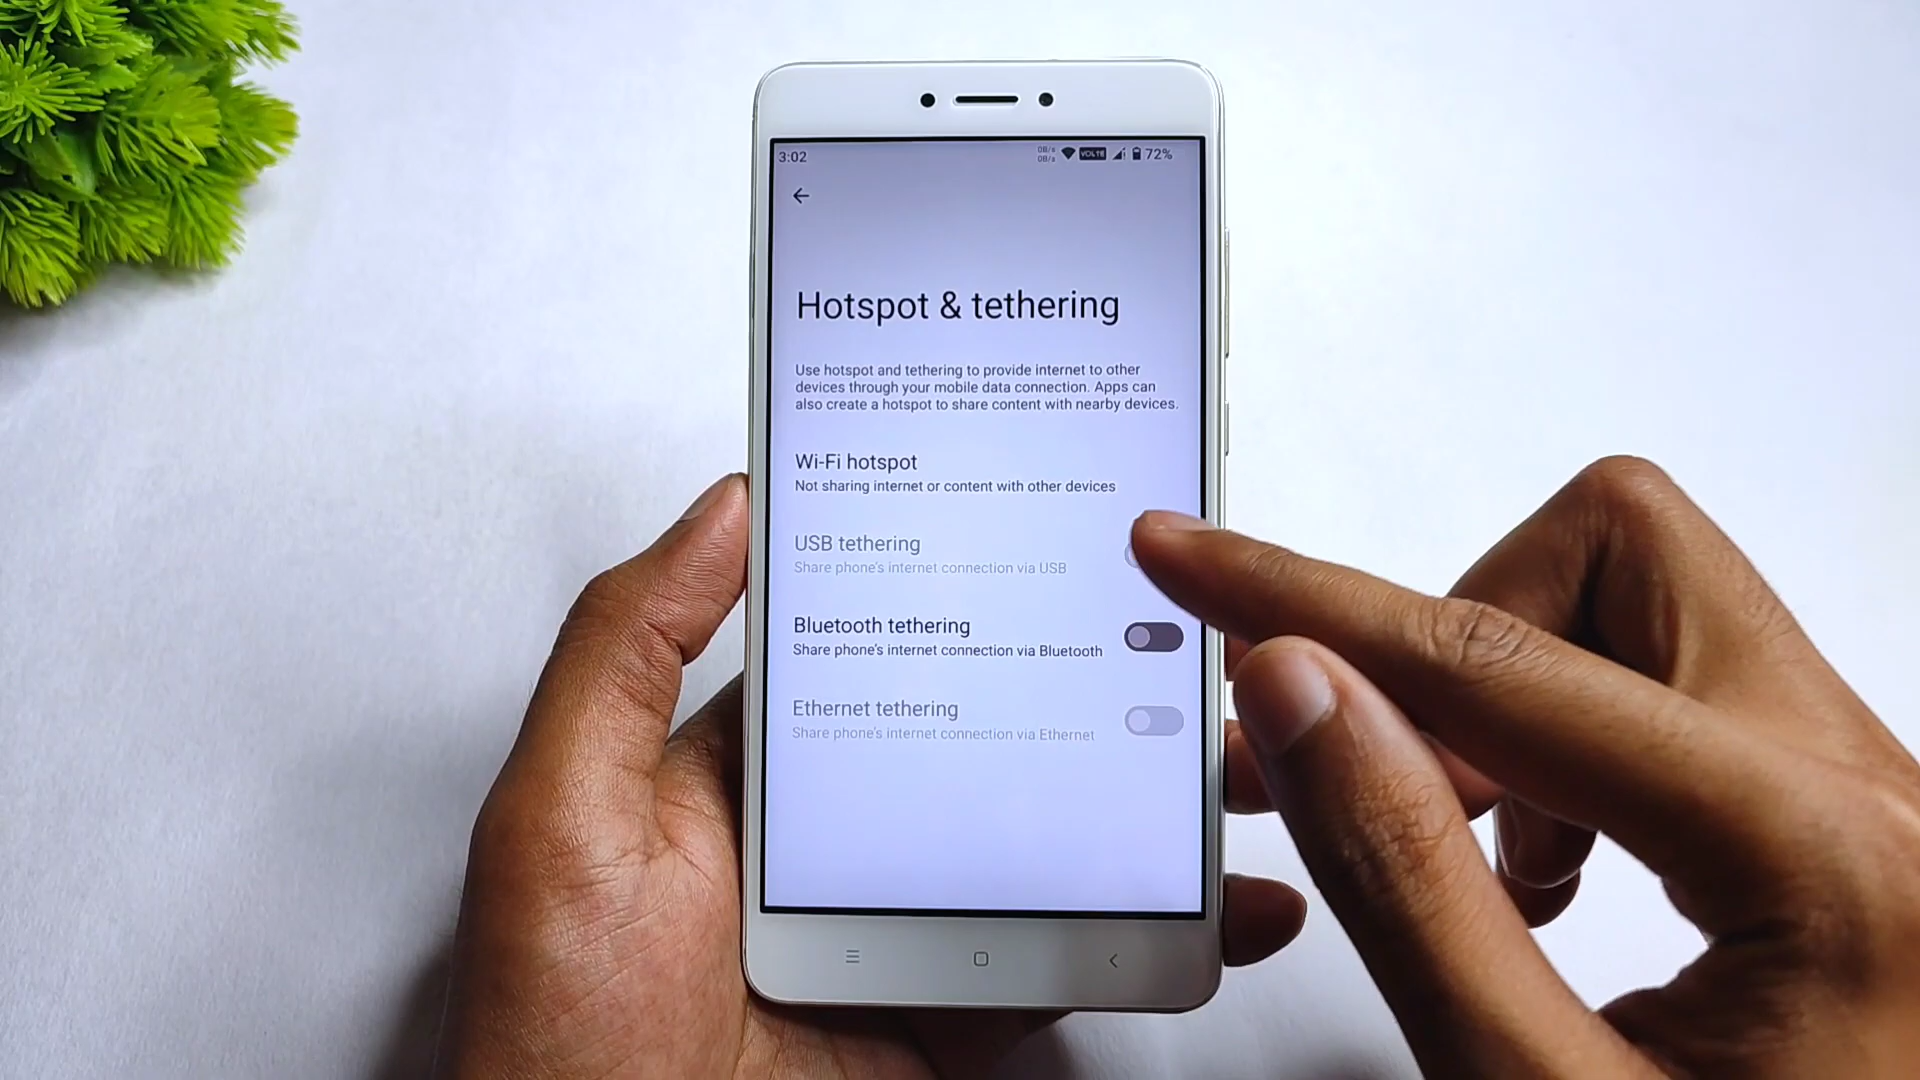 3:02
0B/s
0B/s
VOLTE
72%
Hotspot & tethering
Use hotspot and tethering to provide internet to other
devices through your mobile data connection. Apps can
also create a hotspot to share content with nearby devices.
Wi-Fi hotspot
Not sharing internet or content with other devices
USB tethering
Share phone's internet connection via USB
Bluetooth tethering
Share phone's internet connection via Bluetooth
Ethernet tethering
Share phone's internet connection via Ethernet